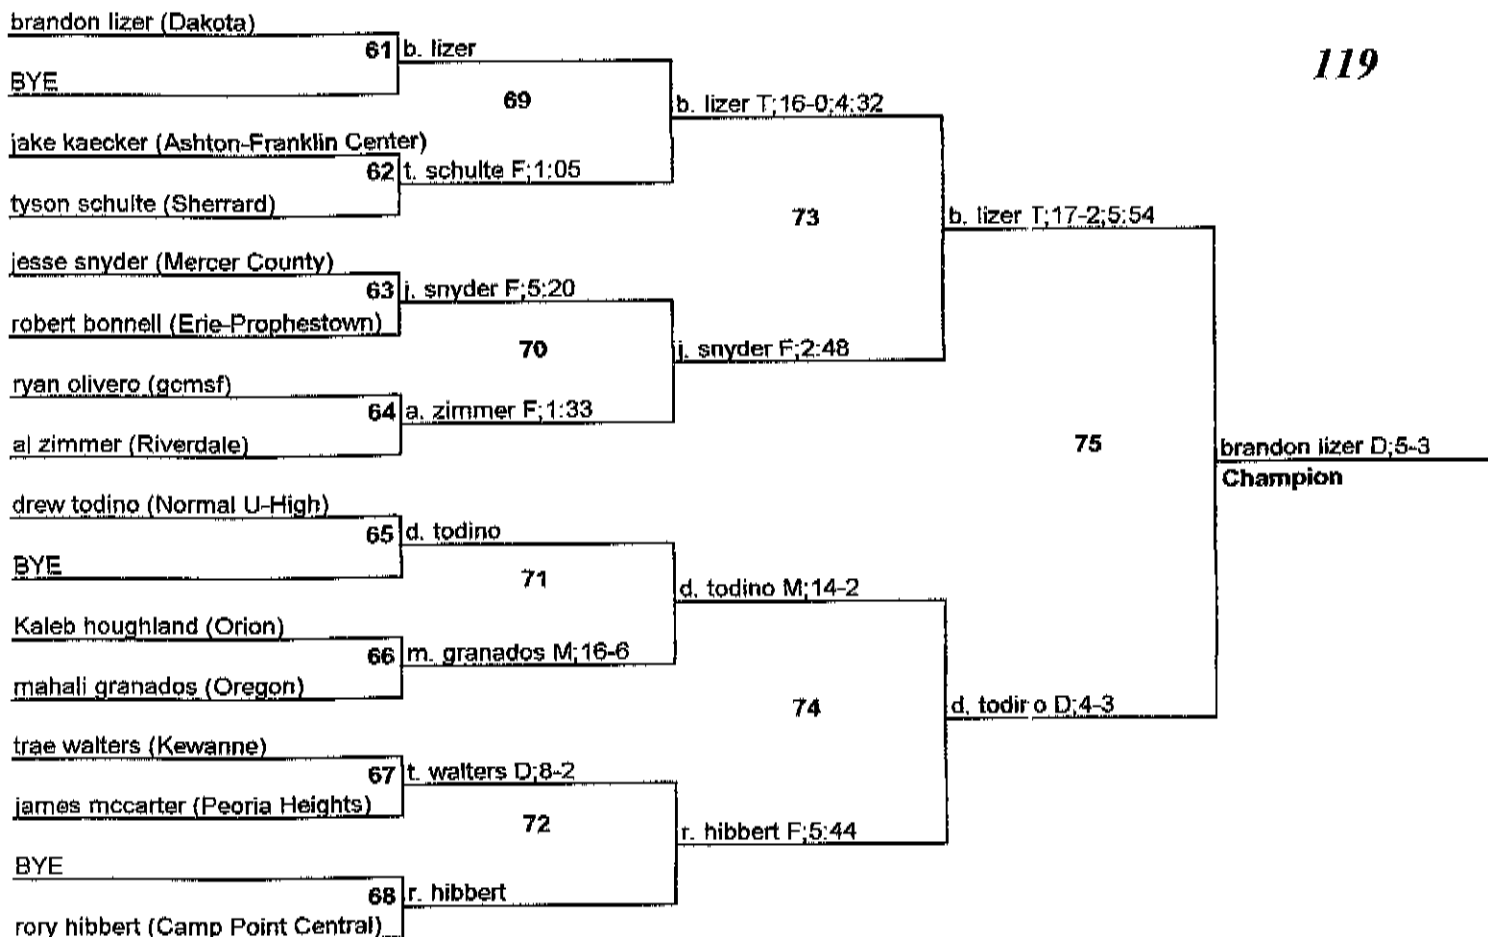 brandon lizer (Dakota)
61 b. lizer
BYE
119
69
b. lizer T;16-0;4:32
jake kaecker (Ashton-Franklin Center)
62 t. schulte F;1:05
tyson schulte (Sherrard)
73
b. lizer T;17-2;5:54
jesse snyder (Mercer County)
63 j. snyder F;5:20
robert bonnell (Erie-Prophestown)
70
j. snyder F;2:48
ryan olivero (gcmsf)
64 a. zimmer F;1:33
al zimmer (Riverdale)
75
brandon lizer D;5-3
Champion
drew todino (Normal U-High)
65 d. todino
BYE
71
d. todino M;14-2
Kaleb houghland (Orion)
66 m. granados M;16-6
mahali granados (Oregon)
74
d. todino D;4-3
trae walters (Kewanne)
67 t. walters D;8-2
james mccarter (Peoria Heights)
72
r. hibbert F;5:44
BYE
68 r. hibbert
rory hibbert (Camp Point Central)